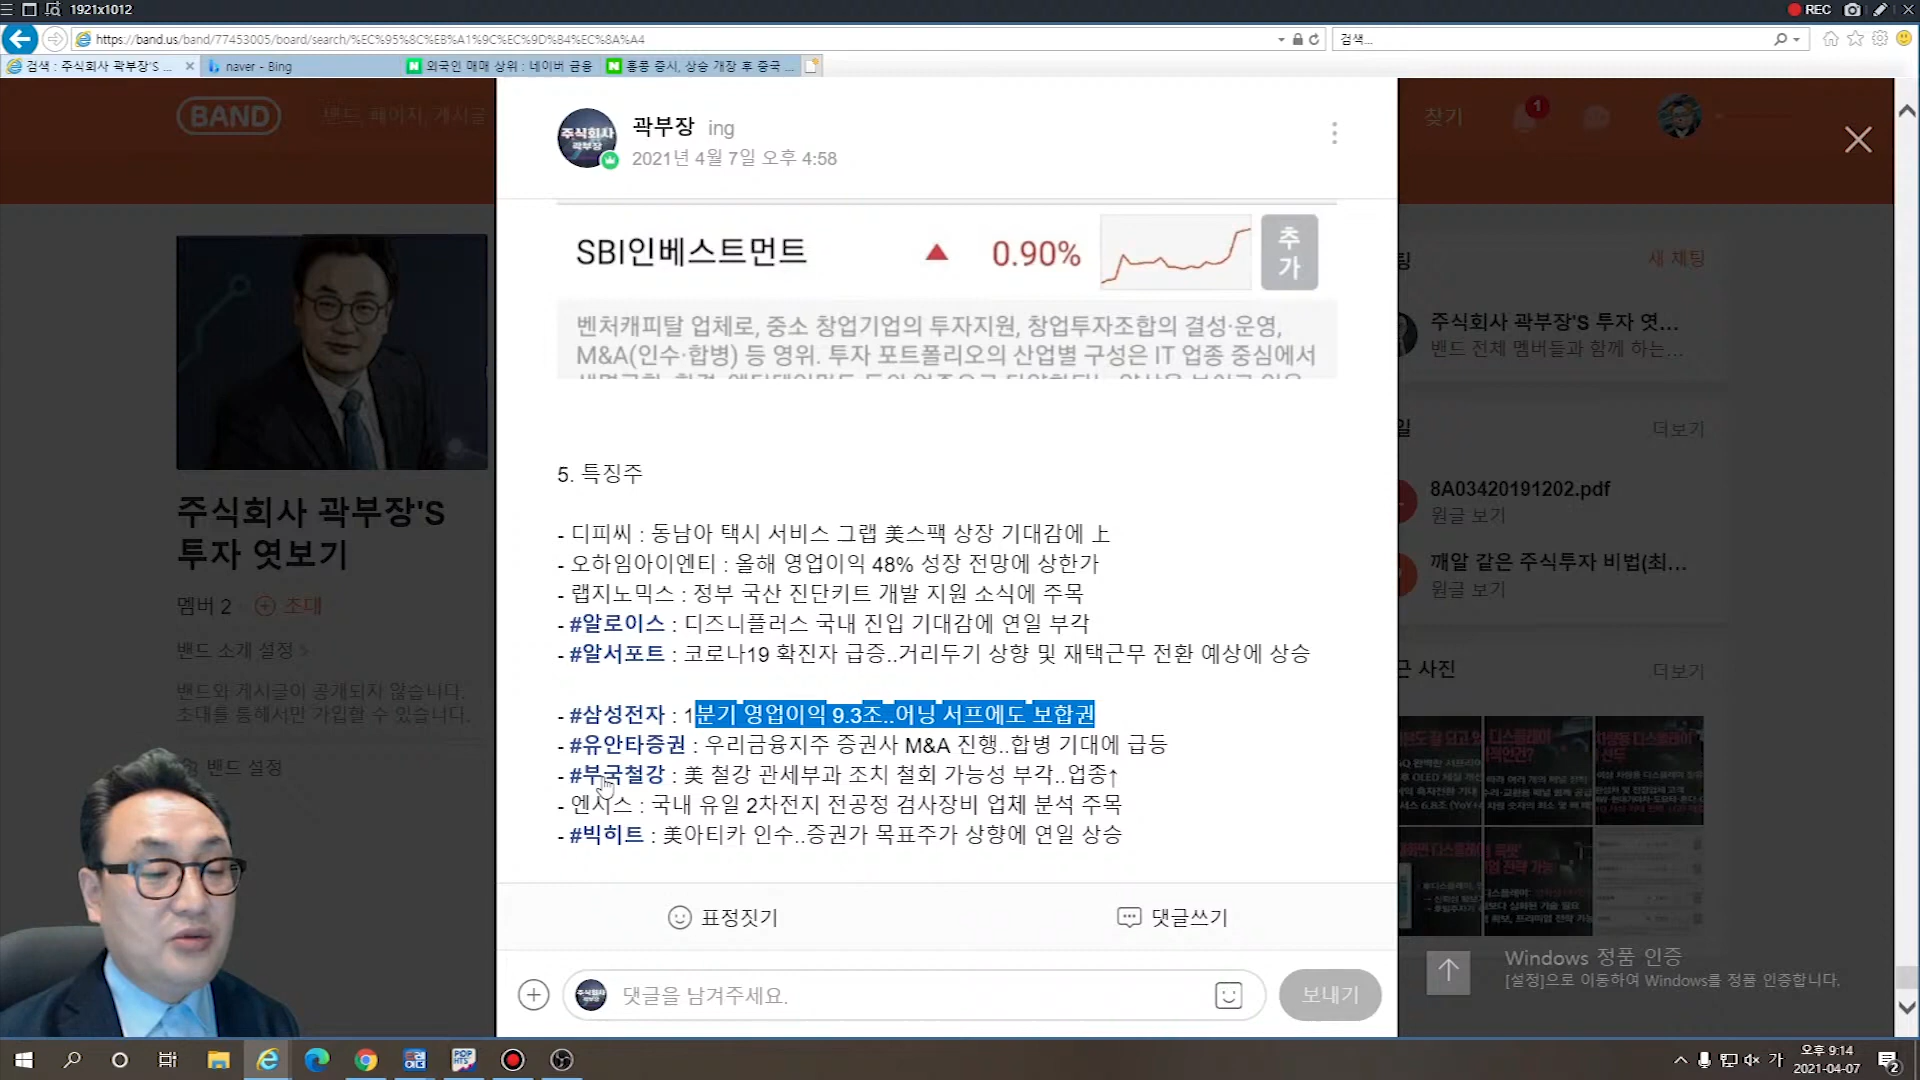 1921x1012
REC
https://band.us/band/77453005/board/search/%EC%95%8C%EB%A1%9C%EC%9D%B4%EC%8A%A4
검색...
검색 : 주식회사 곽부장'S ...
naver - Bing
외국인 매매 상위 : 네이버 금융
홍콩 증시, 상승 개장 후 중국 ...
BAND
밴드, 페이지, 게시글
찾기
1
주식회사
곽부장
곽부장 ing
2021년 4월 7일 오후 4:58
SBI인베스트먼트
0.90%
추가
벤처캐피탈 업체로, 중소 창업기업의 투자지원, 창업투자조합의 결성·운영,
M&A(인수·합병) 등 영위. 투자 포트폴리오의 산업별 구성은 IT 업종 중심에서
5. 특징주
- 디피씨 : 동남아 택시 서비스 그랩 美스팩 상장 기대감에 上
- 오하임아이엔티 : 올해 영업이익 48% 성장 전망에 상한가
- 랩지노믹스 : 정부 국산 진단키트 개발 지원 소식에 주목
- #알로이스 : 디즈니플러스 국내 진입 기대감에 연일 부각
- #알서포트 : 코로나19 확진자 급증..거리두기 상향 및 재택근무 전환 예상에 상승
- #삼성전자 : 1분기 영업이익 9.3조..어닝 서프에도 보합권
- #유안타증권 : 우리금융지주 증권사 M&A 진행..합병 기대에 급등
- #부국철강 : 美 철강 관세부과 조치 철회 가능성 부각..업종↑
- 엔시스 : 국내 유일 2차전지 전공정 검사장비 업체 분석 주목
- #빅히트 : 美아티카 인수..증권가 목표주가 상향에 연일 상승
표정짓기
댓글쓰기
댓글을 남겨주세요.
보내기
주식회사 곽부장'S
투자 엿보기
멤버 2
초대
밴드 소개 설정 >
밴드와 게시글이 공개되지 않습니다.
초대를 통해서만 가입할 수 있습니다.
밴드 설정
새 채팅
주식회사 곽부장'S 투자 엿...
밴드 전체 멤버들과 함께 하는...
더보기
8A03420191202.pdf
원글 보기
깨알 같은 주식투자 비법(최...
원글 보기
근 사진
더보기
Windows 정품 인증
[설정]으로 이동하여 Windows를 정품 인증합니다.
POP
HTS
가
오후 9:14
2021-04-07
2